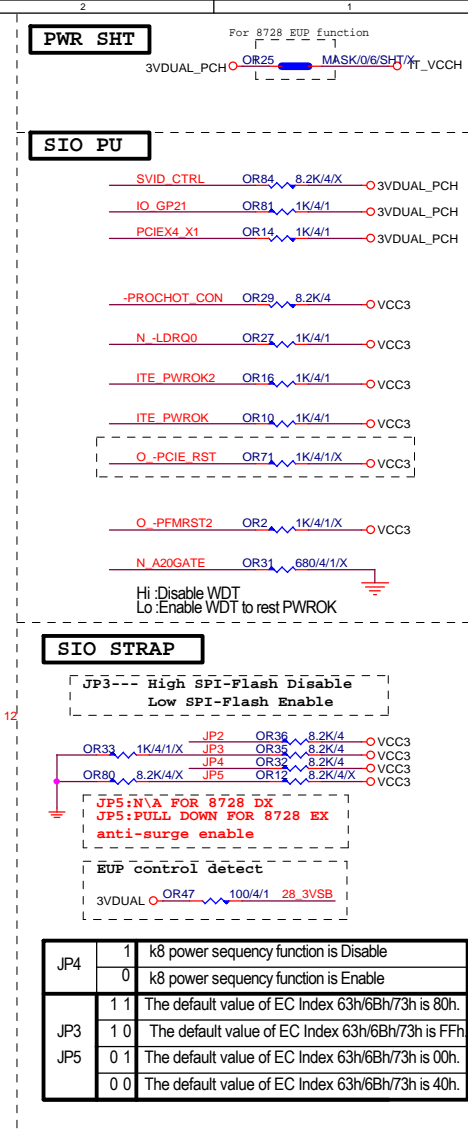 2 1
PWR SHT
For 8728 EUP function
3VDUAL_PCH OR25 MASK/0/6/SHT/X IT_VCCH
SIO PU
SVID_CTRL OR84 8.2K/4/X 3VDUAL_PCH
IO_GP21 OR81 1K/4/1 3VDUAL_PCH
PCIEX4_X1 OR14 1K/4/1 3VDUAL_PCH
-PROCHOT_CON OR29 8.2K/4 VCC3
N_-LDRQ0 OR27 1K/4/1 VCC3
ITE_PWROK2 OR16 1K/4/1 VCC3
ITE_PWROK OR10 1K/4/1 VCC3
O_-PCIE_RST OR71 1K/4/1/X VCC3
O_-PFMRST2 OR2 1K/4/1/X VCC3
N_A20GATE OR31 680/4/1/X
Hi :Disable WDT
Lo :Enable WDT to rest PWROK
SIO STRAP
JP3--- High SPI-Flash Disable
Low SPI-Flash Enable
12
JP2 OR36 8.2K/4 VCC3
OR33 1K/4/1/X JP3 OR35 8.2K/4 VCC3
JP4 OR32 8.2K/4 VCC3
OR80 8.2K/4/X JP5 OR12 8.2K/4/X VCC3
JP5:N\A FOR 8728 DX
JP5:PULL DOWN FOR 8728 EX
anti-surge enable
EUP control detect
3VDUAL OR47 100/4/1 28_3VSB
JP4 1 k8 power sequency function is Disable
0 k8 power sequency function is Enable
1 1 The default value of EC Index 63h/6Bh/73h is 80h.
JP3 1 0 The default value of EC Index 63h/6Bh/73h is FFh.
JP5 0 1 The default value of EC Index 63h/6Bh/73h is 00h.
0 0 The default value of EC Index 63h/6Bh/73h is 40h.